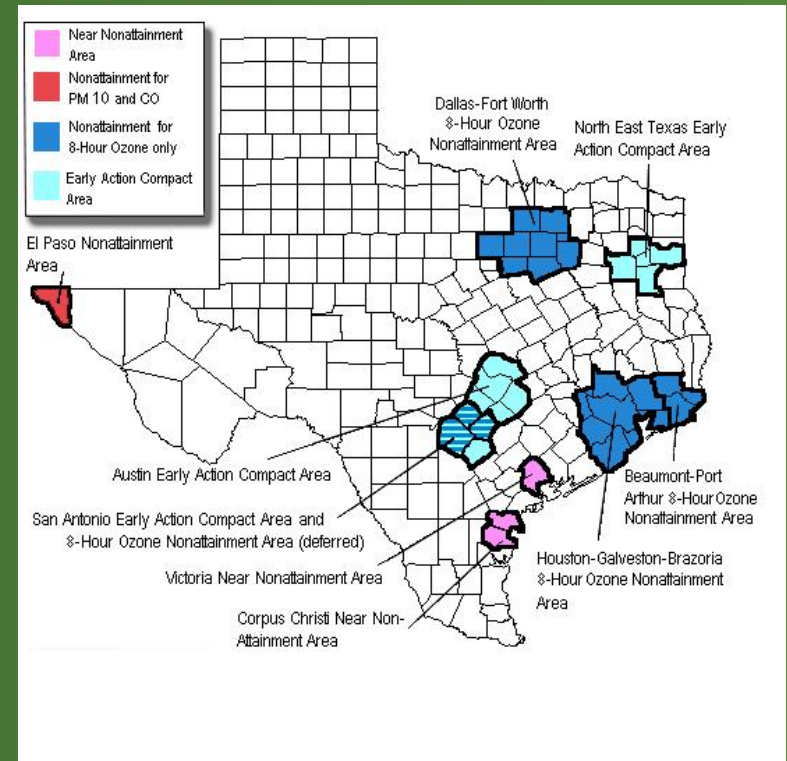 Near Nonattainment
Area
Nonattainment for
PM 10 and CO
Nonattainment for
8-Hour Ozone only
Early Action Compact
Area
Dallas-Fort Worth
8-Hour Ozone
Nonattainment Area
North East Texas Early
Action Compact Area
El Paso Nonattainment
Area
Austin Early Action Compact Area
San Antonio Early Action Compact Area and
8-Hour Ozone Nonattainment Area (deferred)
Victoria Near Nonattainment Area
Corpus Christi Near Non-
Attainment Area
Beaumont-Port
Arthur 8-Hour Ozone
Nonattainment Area
Houston-Galveston-Brazoria
8-Hour Ozone Nonattainment
Area